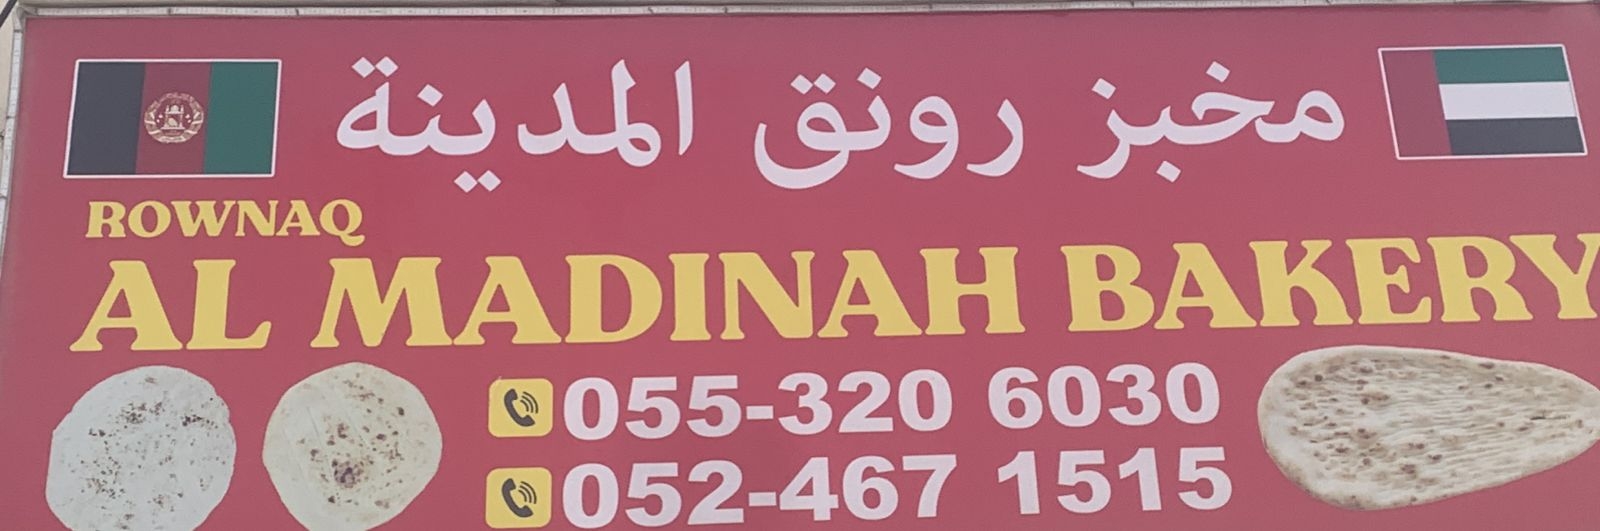 مخبز رونق المدينة
ROWNAQ
AL MADINAH BAKERY
055-320 6030
052-467 1515